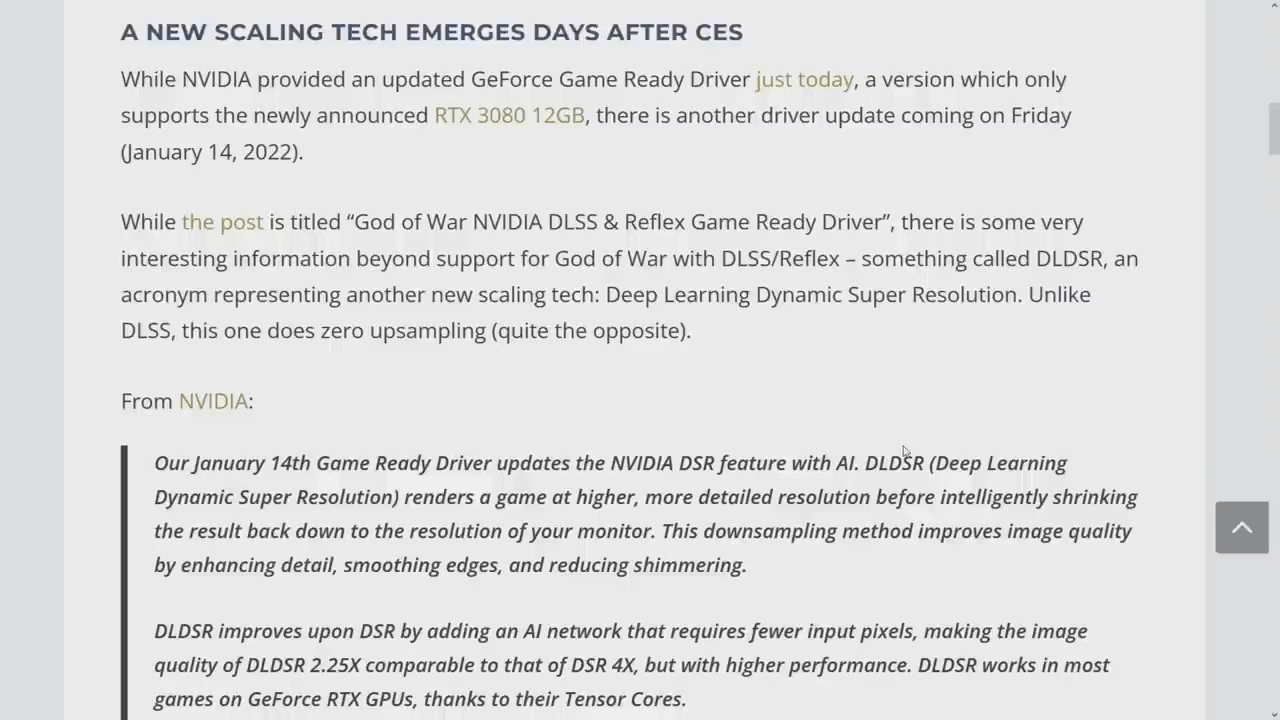 A NEW SCALING TECH EMERGES DAYS AFTER CES
While NVIDIA provided an updated GeForce Game Ready Driver just today, a version which only
supports the newly announced RTX 3080 12GB, there is another driver update coming on Friday
(January 14, 2022).
While the post is titled “God of War NVIDIA DLSS & Reflex Game Ready Driver”, there is some very
interesting information beyond support for God of War with DLSS/Reflex – something called DLDSR, an
acronym representing another new scaling tech: Deep Learning Dynamic Super Resolution. Unlike
DLSS, this one does zero upsampling (quite the opposite).
From NVIDIA:
Our January 14th Game Ready Driver updates the NVIDIA DSR feature with AI. DLDSR (Deep Learning
Dynamic Super Resolution) renders a game at higher, more detailed resolution before intelligently shrinking
the result back down to the resolution of your monitor. This downsampling method improves image quality
by enhancing detail, smoothing edges, and reducing shimmering.
DLDSR improves upon DSR by adding an AI network that requires fewer input pixels, making the image
quality of DLDSR 2.25X comparable to that of DSR 4X, but with higher performance. DLDSR works in most
games on GeForce RTX GPUs, thanks to their Tensor Cores.